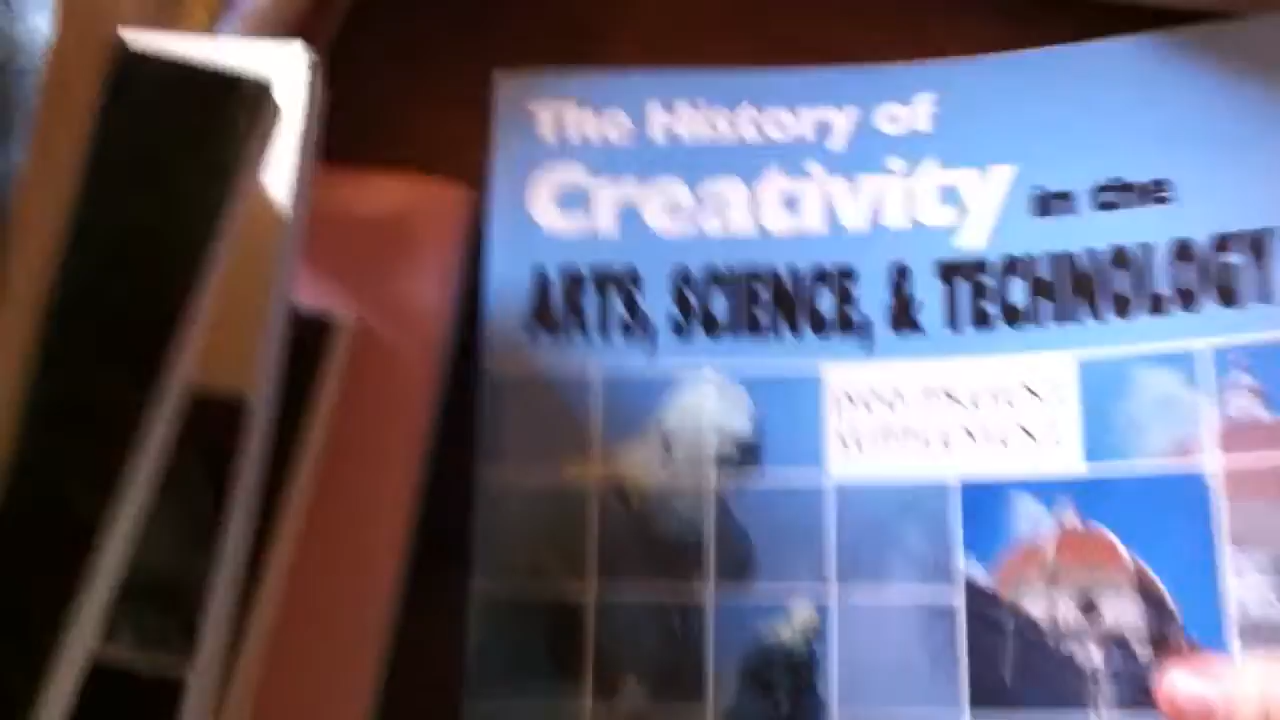 The History of
Creativity in the
ARTS, SCIENCE, & TECHNOLOGY